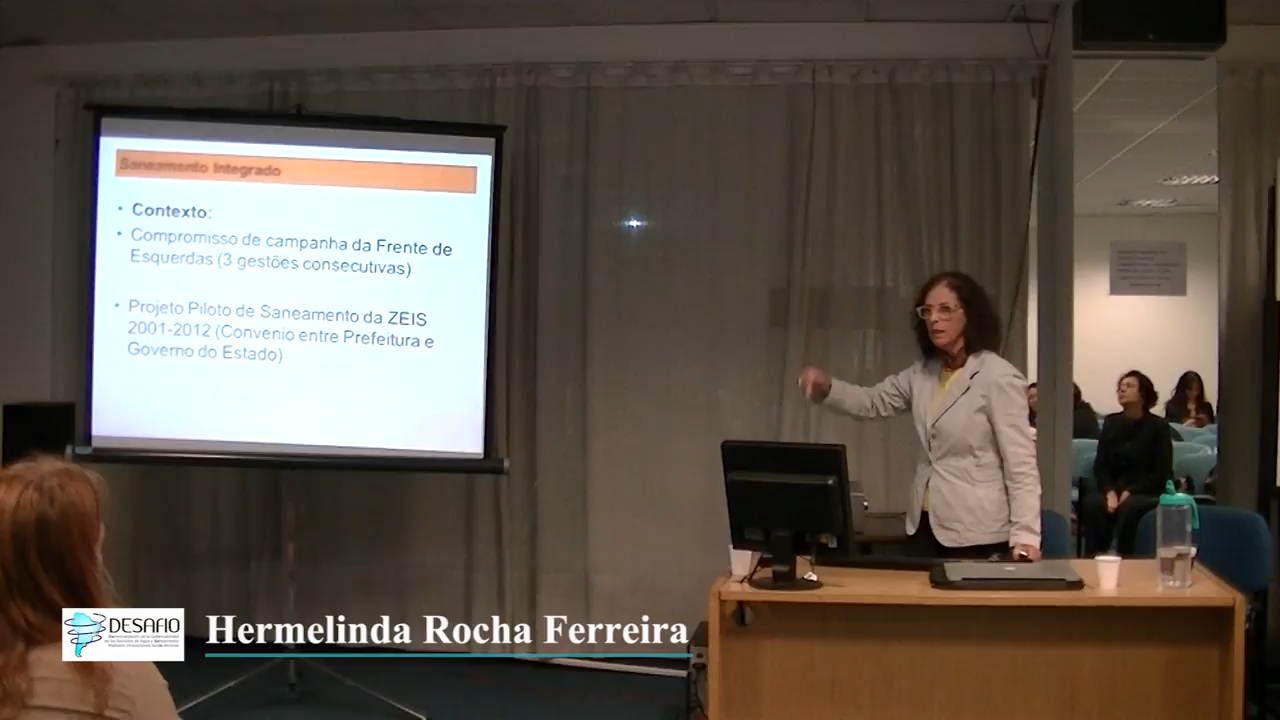 Saneamento Integrado
• Contexto:
• Compromisso de campanha da Frente de
Esquerdas (3 gestões consecutivas)
• Projeto Piloto de Saneamento da ZEIS
2001-2012 (Convenio entre Prefeitura e
Governo do Estado)
DESAFIO
Hermelinda Rocha Ferreira